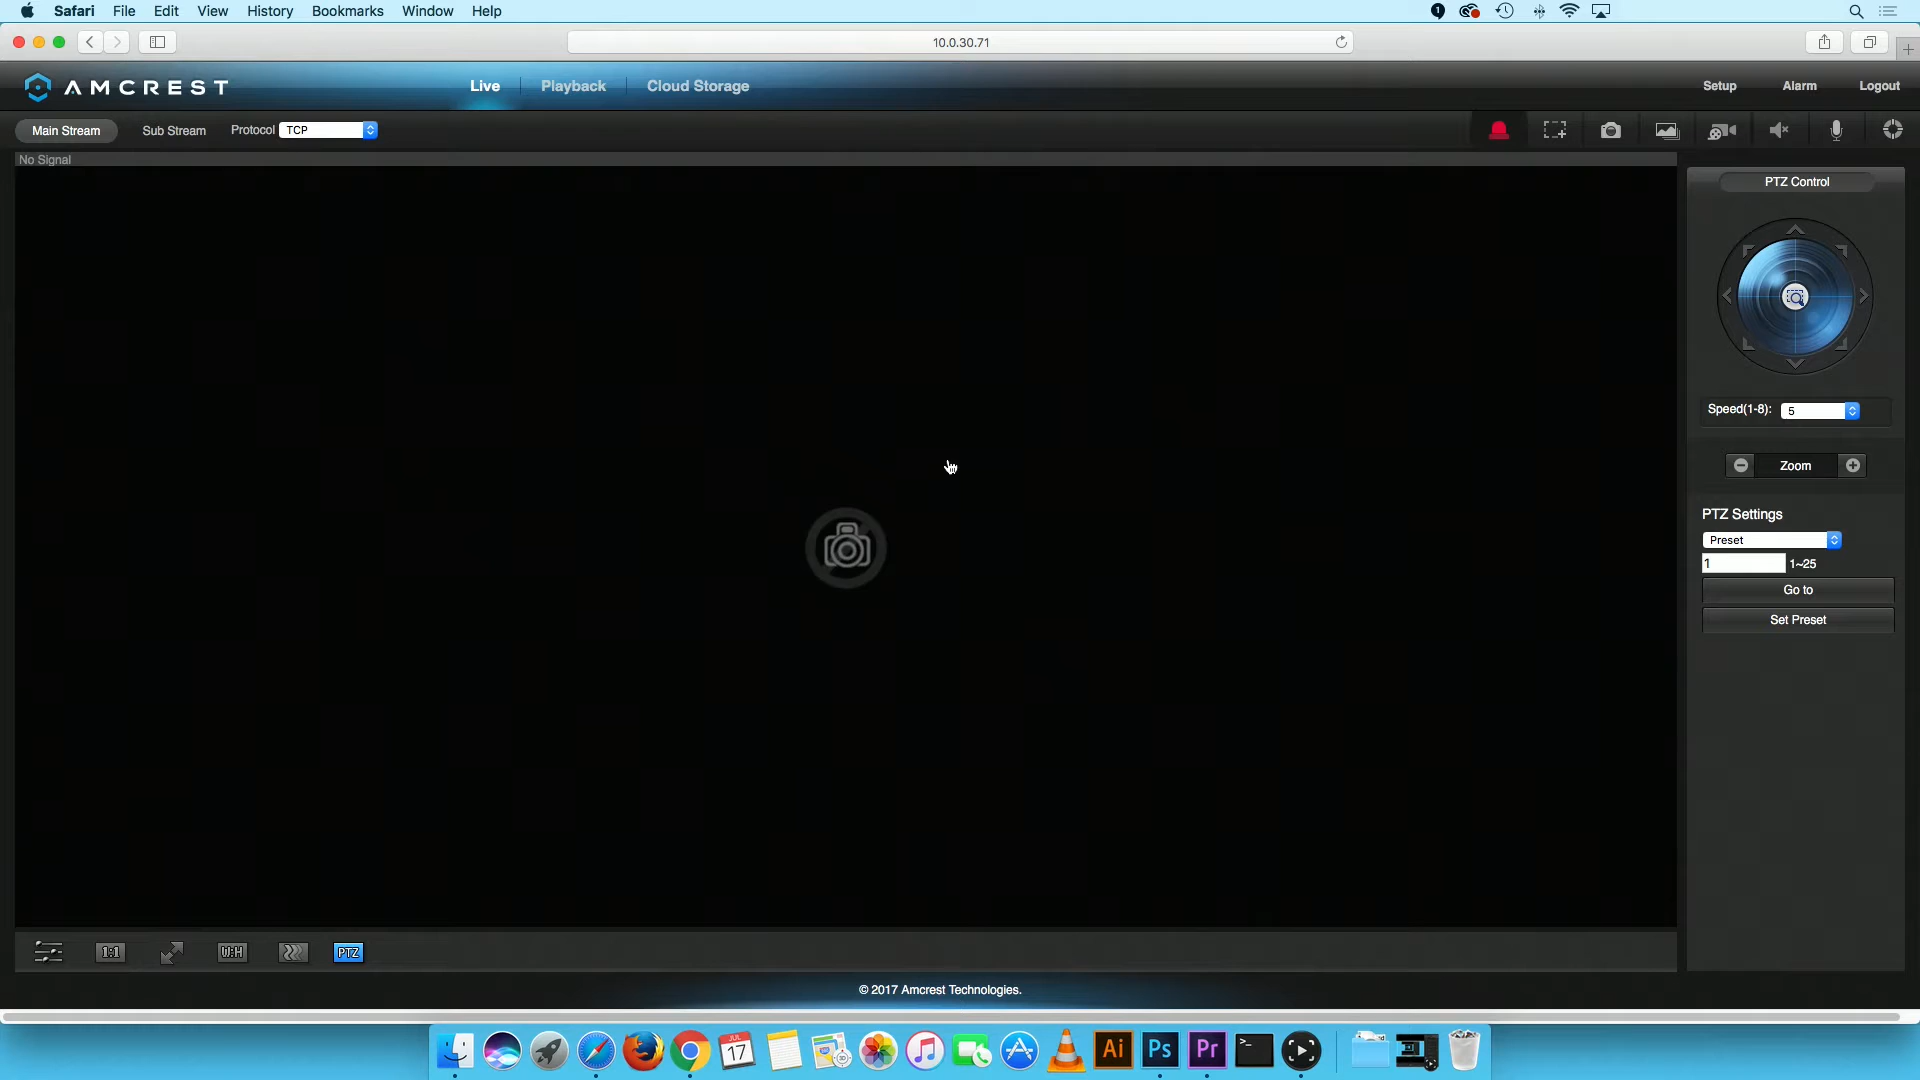 Safari File Edit View History Bookmarks Window Help
10.0.30.71
AMCREST Live Playback Cloud Storage Setup Alarm Logout
Main Stream Sub Stream Protocol TCP
No Signal
PTZ Control
Speed(1-8): 5
Zoom
PTZ Settings
Preset
1 1~25
Go to
Set Preset
1:1 W:H PTZ
© 2017 Amcrest Technologies.
JUL
17
Ai Ps Pr